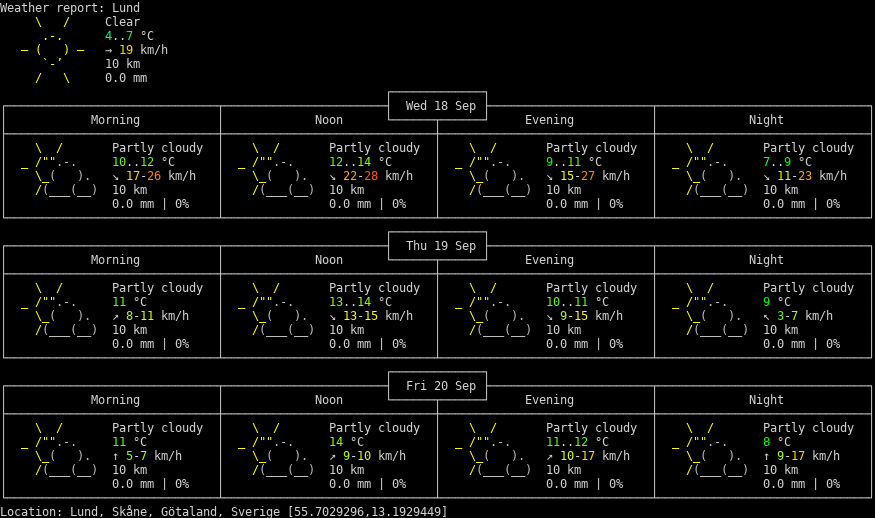 Weather report: Lund
Clear
4..7 °C
→ 19 km/h
10 km
0.0 mm
Wed 18 Sep
Morning Noon Evening Night
Partly cloudy Partly cloudy Partly cloudy Partly cloudy
10..12 °C 12..14 °C 9..11 °C 7..9 °C
↘ 17-26 km/h ↘ 22-28 km/h ↘ 15-27 km/h ↘ 11-23 km/h
10 km 10 km 10 km 10 km
0.0 mm | 0% 0.0 mm | 0% 0.0 mm | 0% 0.0 mm | 0%
Thu 19 Sep
Morning Noon Evening Night
Partly cloudy Partly cloudy Partly cloudy Partly cloudy
11 °C 13..14 °C 10..11 °C 9 °C
↗ 8-11 km/h ↘ 13-15 km/h ↘ 9-15 km/h ↖ 3-7 km/h
10 km 10 km 10 km 10 km
0.0 mm | 0% 0.0 mm | 0% 0.0 mm | 0% 0.0 mm | 0%
Fri 20 Sep
Morning Noon Evening Night
Partly cloudy Partly cloudy Partly cloudy Partly cloudy
11 °C 14 °C 11..12 °C 8 °C
↑ 5-7 km/h ↗ 9-10 km/h ↗ 10-17 km/h ↑ 9-17 km/h
10 km 10 km 10 km 10 km
0.0 mm | 0% 0.0 mm | 0% 0.0 mm | 0% 0.0 mm | 0%
Location: Lund, Skåne, Götaland, Sverige [55.7029296,13.1929449]